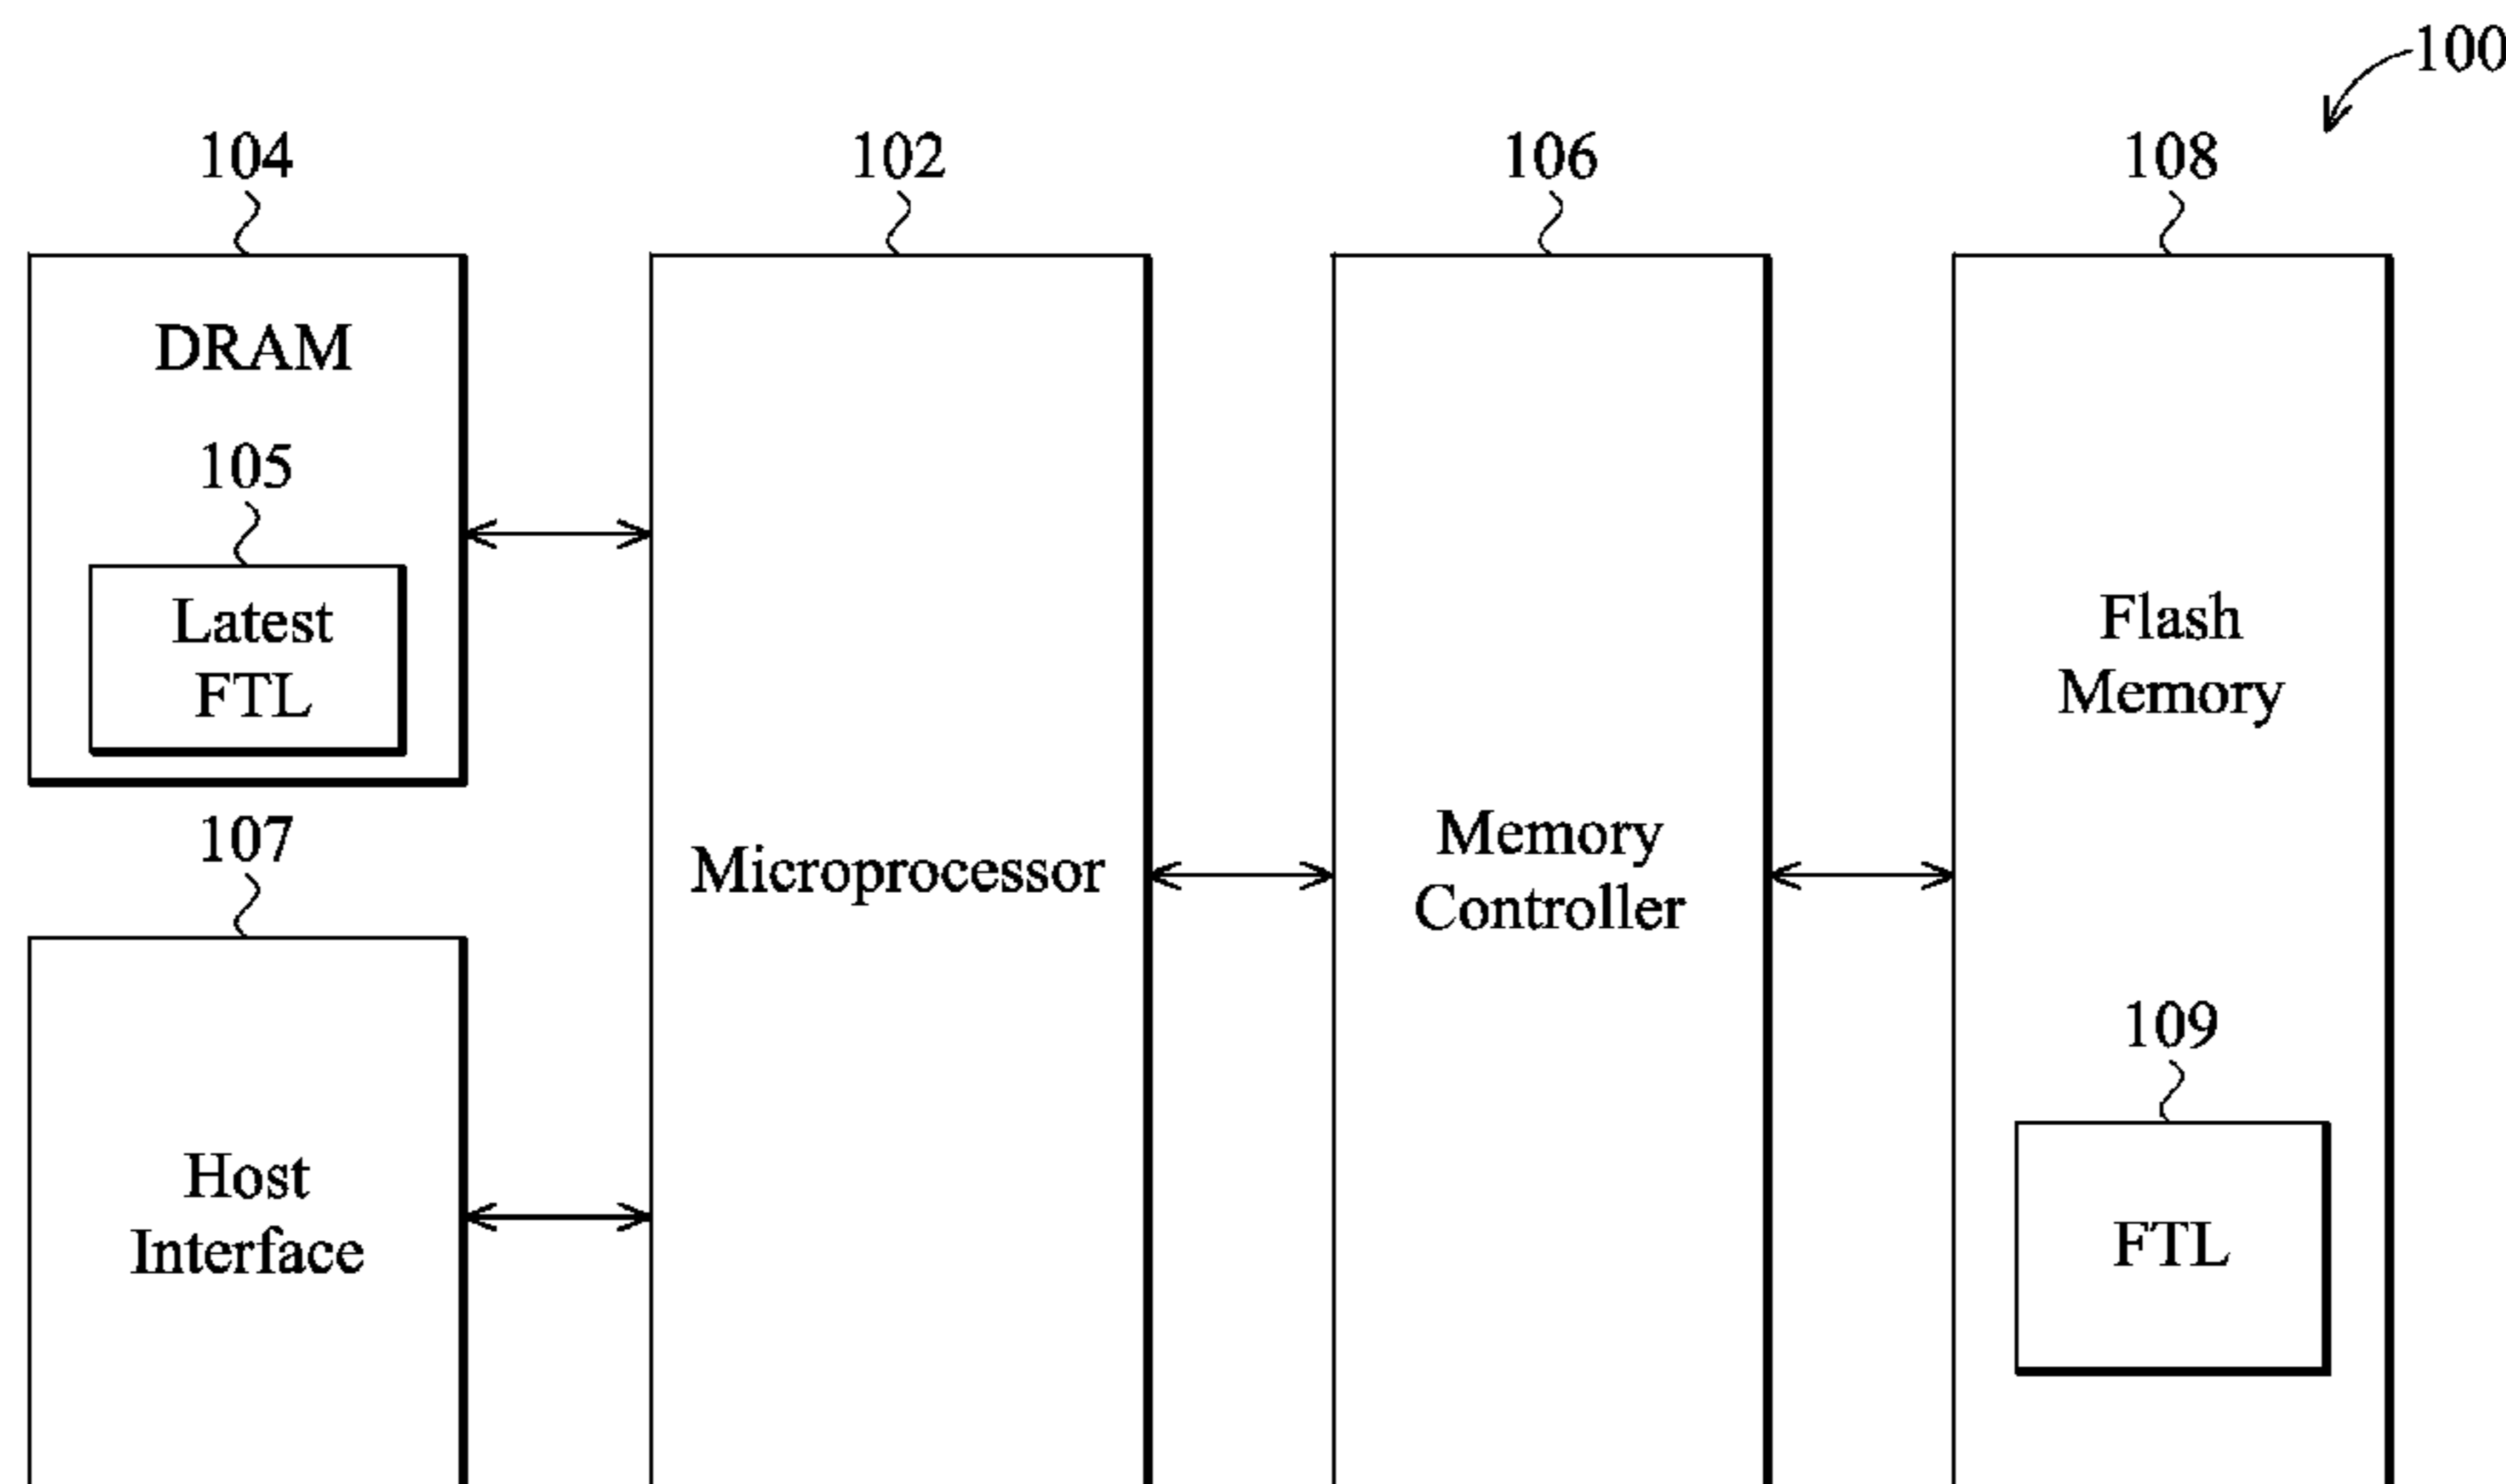 100
104
102
106
108
DRAM
105
Latest
FTL
107
Microprocessor
Memory
Controller
Flash
Memory
109
Host
Interface
FTL